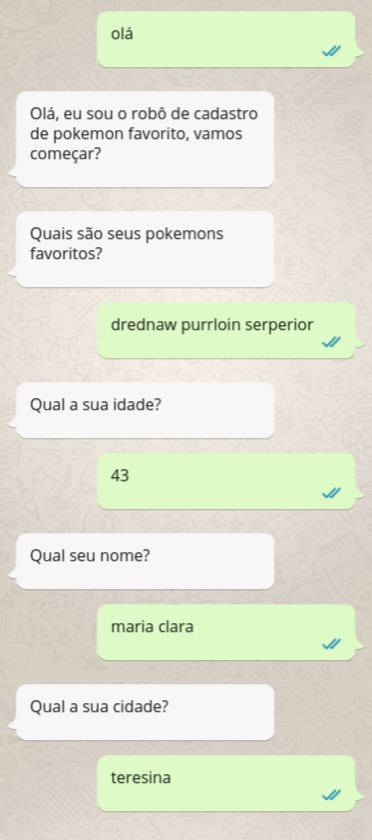 olá
Olá, eu sou o robô de cadastro
de pokemon favorito, vamos
começar?
Quais são seus pokemons
favoritos?
drednaw purrloin serperior
Qual a sua idade?
43
Qual seu nome?
maria clara
Qual a sua cidade?
teresina